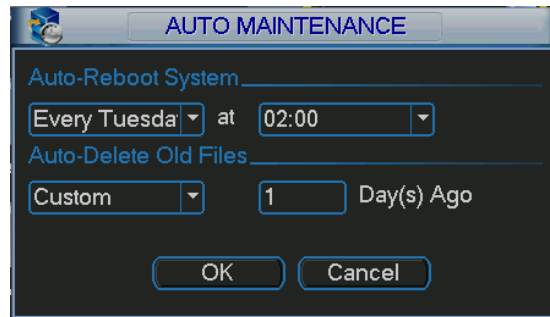 AUTO MAINTENANCE
Auto-Reboot System
Every Tuesda at 02:00
Auto-Delete Old Files
Custom 1 Day(s) Ago
OK Cancel